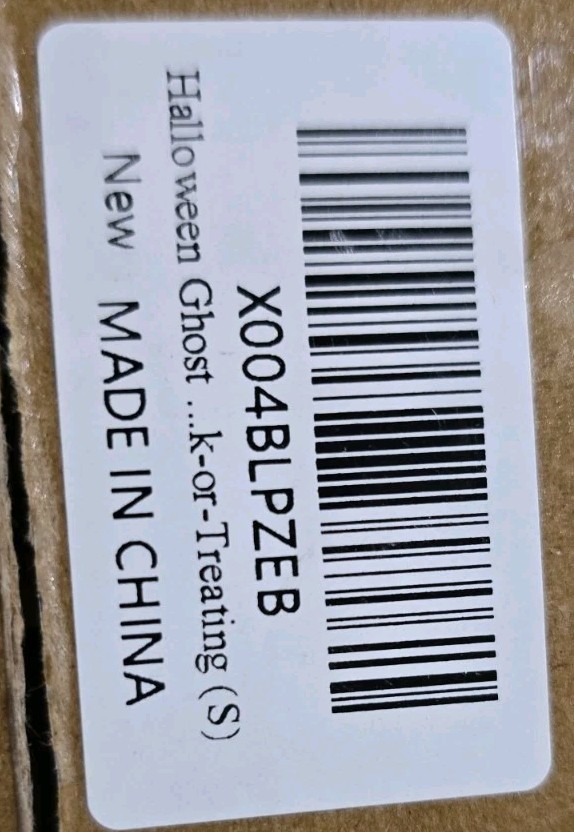 X004BLPZEB
Halloween Ghost ....k-or-Treating (S)
New MADE IN CHINA